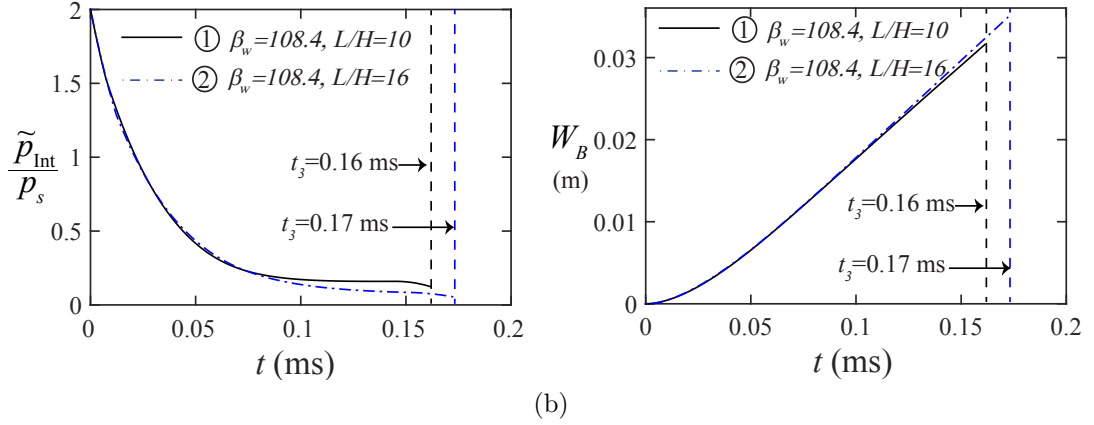 2
1.5
1
0.5
0
p̃_Int / p_s
① β_w=108.4, L/H=10
② β_w=108.4, L/H=16
t_3=0.16 ms
t_3=0.17 ms
0 0.05 0.1 0.15 0.2
t (ms)
0.03
0.02
0.01
0
W_B
(m)
① β_w=108.4, L/H=10
② β_w=108.4, L/H=16
t_3=0.16 ms
t_3=0.17 ms
0 0.05 0.1 0.15 0.2
t (ms)
(b)